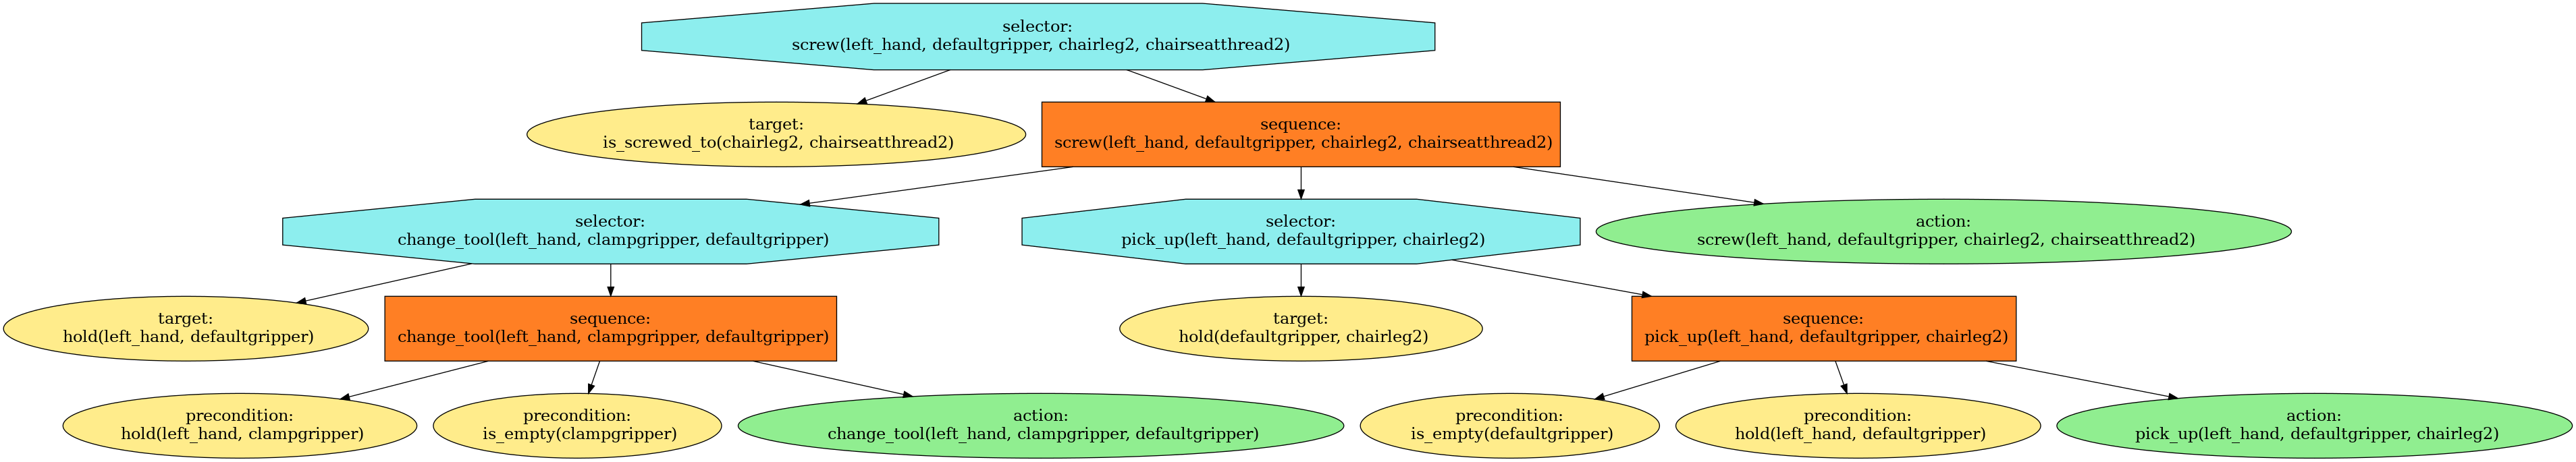 selector:
screw(left_hand, defaultgripper, chairleg2, chairseatthread2)
target:
is_screwed_to(chairleg2, chairseatthread2)
sequence:
screw(left_hand, defaultgripper, chairleg2, chairseatthread2)
selector:
change_tool(left_hand, clampgripper, defaultgripper)
selector:
pick_up(left_hand, defaultgripper, chairleg2)
action:
screw(left_hand, defaultgripper, chairleg2, chairseatthread2)
target:
hold(left_hand, defaultgripper)
sequence:
change_tool(left_hand, clampgripper, defaultgripper)
target:
hold(defaultgripper, chairleg2)
sequence:
pick_up(left_hand, defaultgripper, chairleg2)
precondition:
hold(left_hand, clampgripper)
precondition:
is_empty(clampgripper)
action:
change_tool(left_hand, clampgripper, defaultgripper)
precondition:
is_empty(defaultgripper)
precondition:
hold(left_hand, defaultgripper)
action:
pick_up(left_hand, defaultgripper, chairleg2)